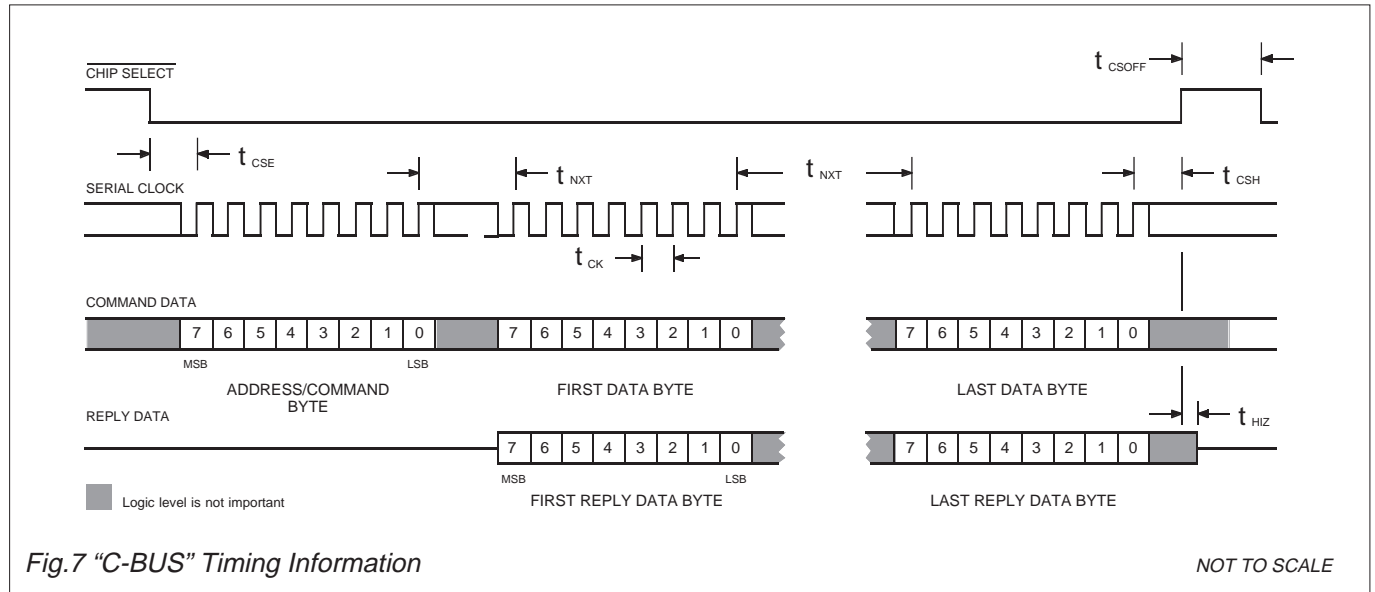 t CSOFF
CHIP SELECT
t CSE
t NXT
t NXT
t CSH
SERIAL CLOCK
t CK
COMMAND DATA
7 6 5 4 3 2 1 0 7 6 5 4 3 2 1 0 7 6 5 4 3 2 1 0
MSB LSB
ADDRESS/COMMAND
BYTE
FIRST DATA BYTE
LAST DATA BYTE
REPLY DATA
t HIZ
7 6 5 4 3 2 1 0 7 6 5 4 3 2 1 0
MSB LSB
Logic level is not important
FIRST REPLY DATA BYTE
LAST REPLY DATA BYTE
Fig.7 “C-BUS” Timing Information
NOT TO SCALE